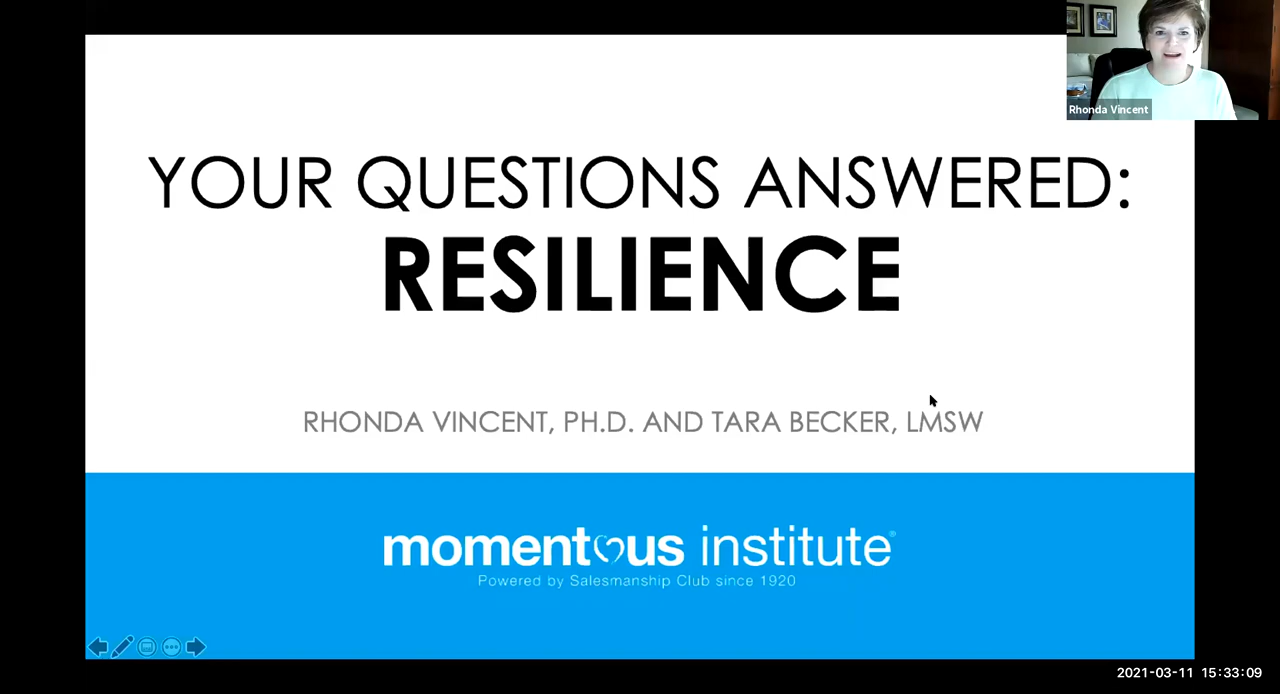 Rhonda Vincent
YOUR QUESTIONS ANSWERED:
RESILIENCE
RHONDA VINCENT, PH.D. AND TARA BECKER, LMSW
momentous institute®
Powered by Salesmanship Club since 1920
2021-03-11 15:33:09